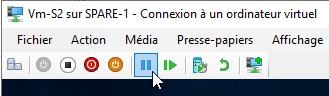 Vm-S2 sur SPARE-1 - Connexion à un ordinateur virtuel
Fichier Action Média Presse-papiers Affichage